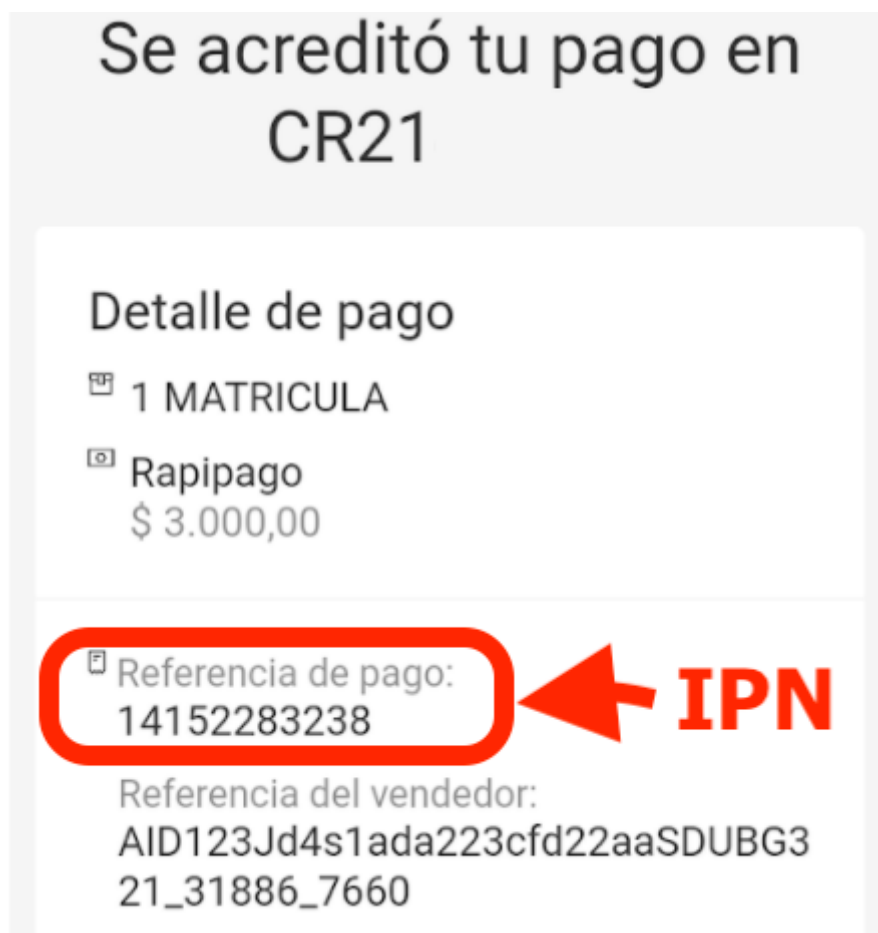 Se acreditó tu pago en
CR21
Detalle de pago
1 MATRICULA
Rapipago
$ 3.000,00
Referencia de pago:
14152283238
IPN
Referencia del vendedor:
AID123Jd4s1ada223cfd22aaSDUBG3
21_31886_7660